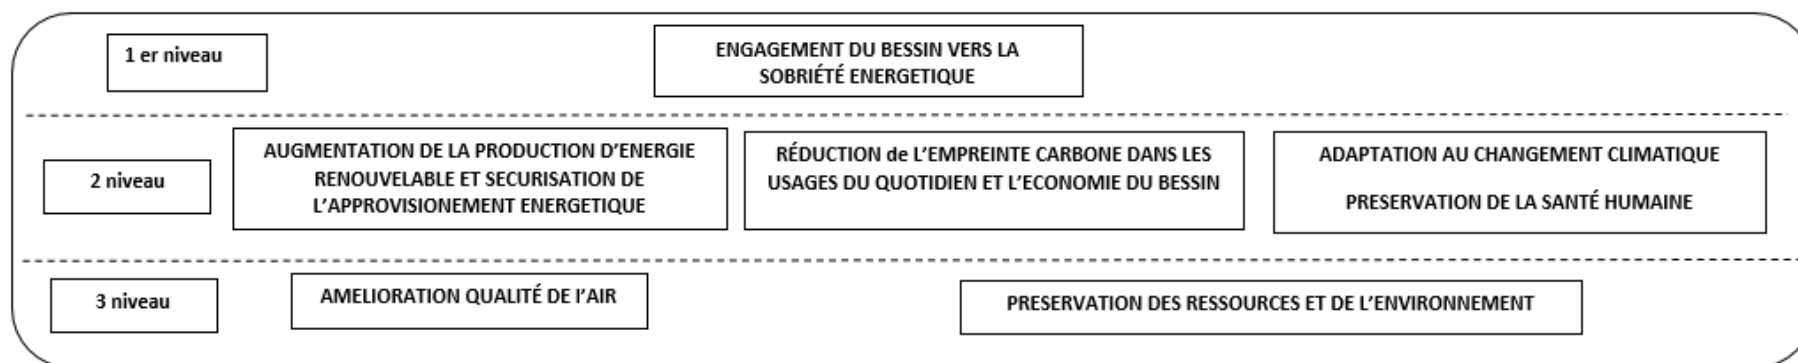 1 er niveau
ENGAGEMENT DU BESSIN VERS LA
SOBRIÉTÉ ENERGETIQUE
2 niveau
AUGMENTATION DE LA PRODUCTION D’ENERGIE
RENOUVELABLE ET SECURISATION DE
L’APPROVISIONEMENT ENERGETIQUE
RÉDUCTION de L’EMPREINTE CARBONE DANS LES
USAGES DU QUOTIDIEN ET L’ECONOMIE DU BESSIN
ADAPTATION AU CHANGEMENT CLIMATIQUE
PRESERVATION DE LA SANTÉ HUMAINE
3 niveau
AMELIORATION QUALITÉ DE l’AIR
PRESERVATION DES RESSOURCES ET DE L’ENVIRONNEMENT